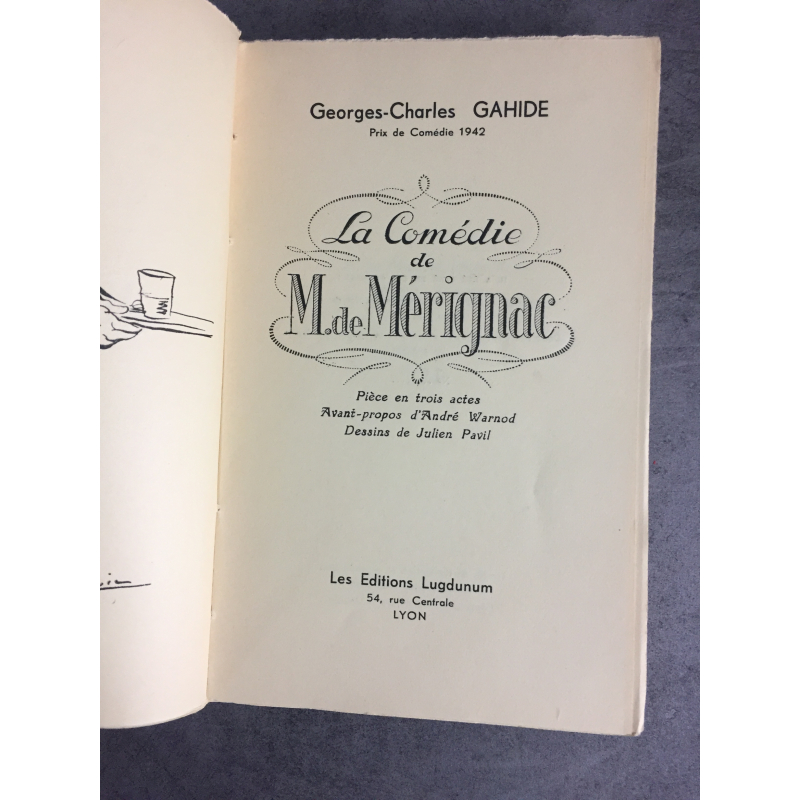 Georges-Charles GAHIDE
Prix de Comédie 1942
La Comédie
de
M. de Mérignac
Pièce en trois actes
Avant-propos d'André Warnod
Dessins de Julien Pavil
Les Editions Lugdunum
54, rue Centrale
LYON